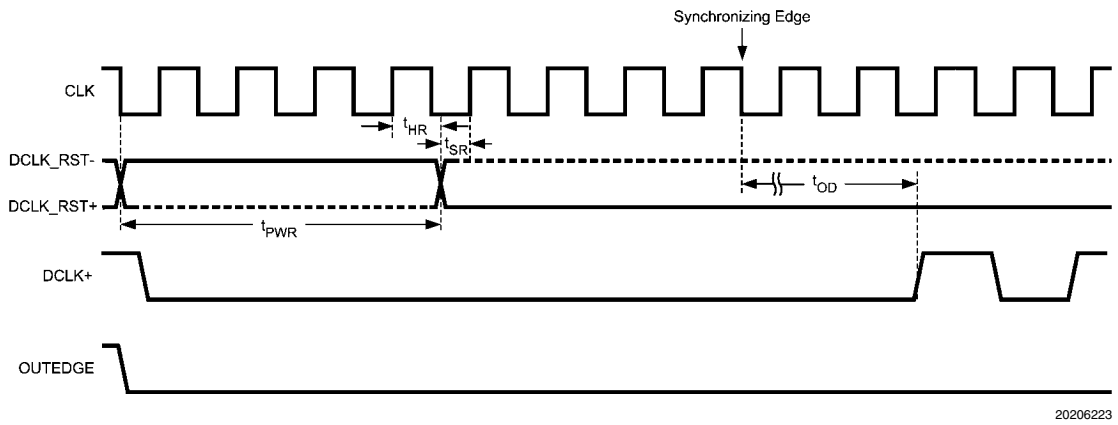 Synchronizing Edge
CLK
tHR
tSR
DCLK_RST-
tOD
DCLK_RST+
tPWR
DCLK+
OUTEDGE
20206223